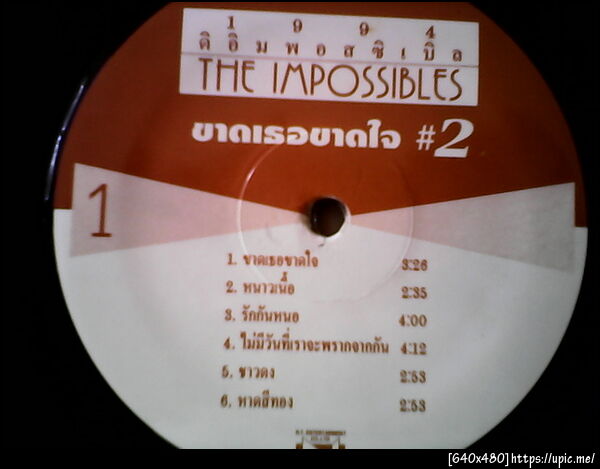 1 9 9 4
ดิ อิ ม พ อ ส ซิ เ บิ้ ล
THE IMPOSSIBLES
ขาดเธอขาดใจ #2
1
1. ขาดเธอขาดใจ 3:26
2. หนาวเนื้อ 2:35
3. รักกันหนอ 4:00
4. ไม่มีวันที่เราจะพรากจากกัน 4:12
5. ชาวดง 2:53
6. หาดสีทอง 2:53
[640x480]https://upic.me/